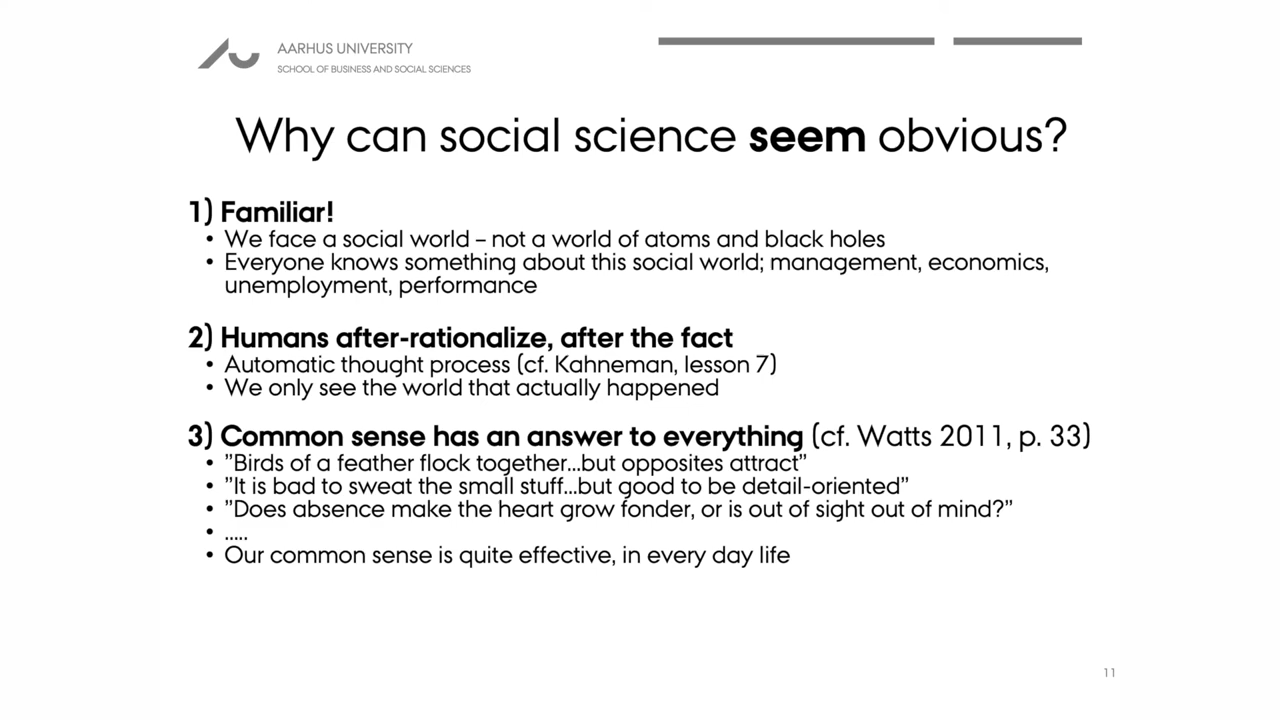 AARHUS UNIVERSITY
SCHOOL OF BUSINESS AND SOCIAL SCIENCES
Why can social science seem obvious?
1) Familiar!
• We face a social world – not a world of atoms and black holes
• Everyone knows something about this social world; management, economics,
unemployment, performance
2) Humans after-rationalize, after the fact
• Automatic thought process (cf. Kahneman, lesson 7)
• We only see the world that actually happened
3) Common sense has an answer to everything (cf. Watts 2011, p. 33)
• ”Birds of a feather flock together...but opposites attract”
• ”It is bad to sweat the small stuff...but good to be detail-oriented”
• ”Does absence make the heart grow fonder, or is out of sight out of mind?”
• .....
• Our common sense is quite effective, in every day life
11